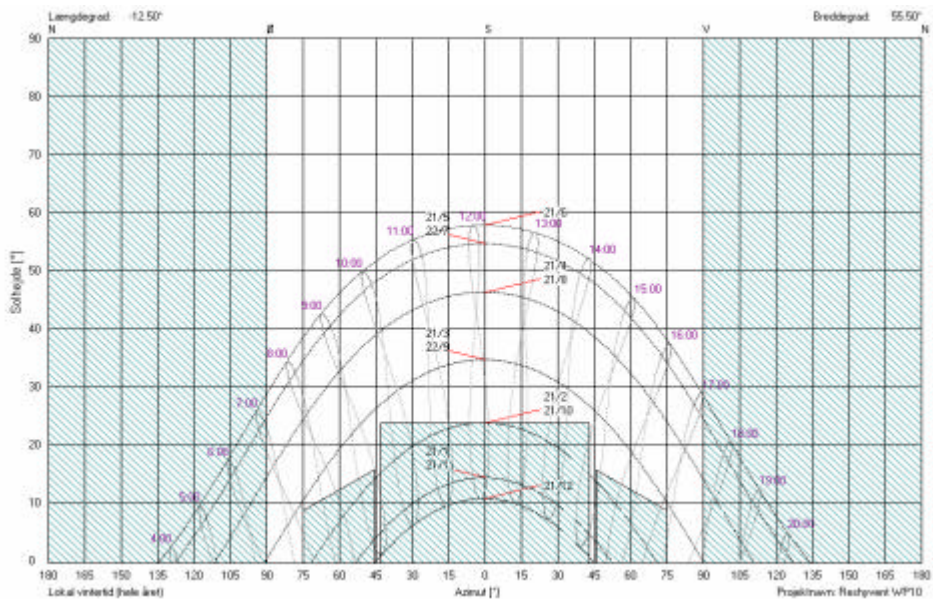 Længdegrad: -12.50° Breddegrad: 55.50°
N Ø S V N
90
80
70
60
50
40
30
20
10
0
Solhøjde [°]
21/5 12:00 21/6
11:00 22/7 13:00
10:00 14:00
21/4
21/8
9:00 15:00
8:00 21/3 16:00
22/9
7:00 21/2 17:00
21/10
6:00 21/1 18:00
21/11
5:00 21/12 19:00
4:00 20:00
180 165 150 135 120 105 90 75 60 45 30 15 0 15 30 45 60 75 90 105 120 135 150 165 180
Lokal vintertid (hele året) Azimut [°] Projektnavn: Reshyvent WP10